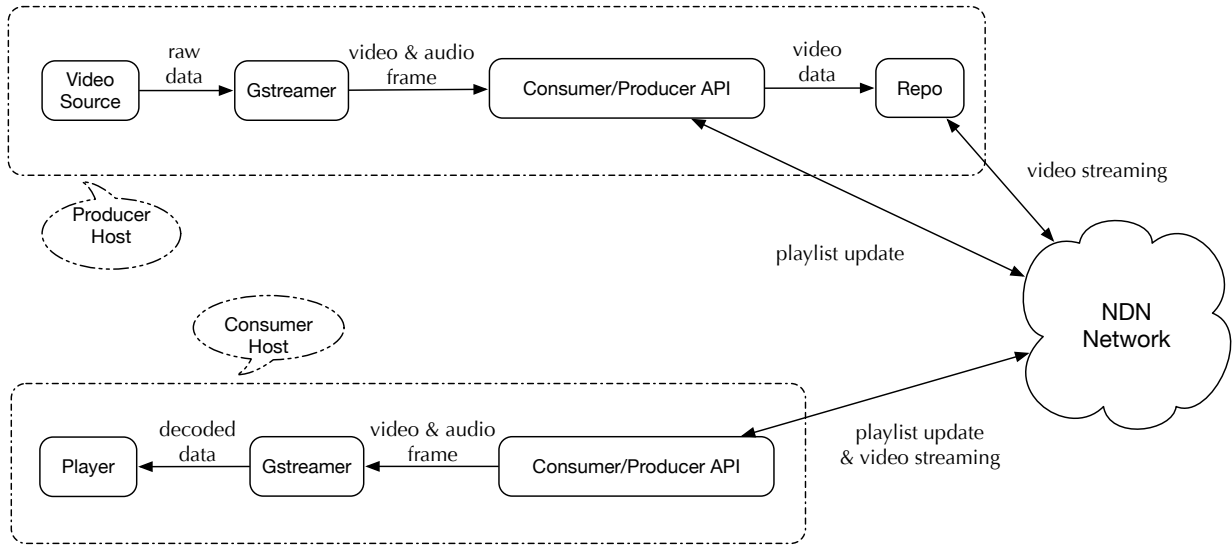 raw
data
video & audio
frame
video
data
Video
Source
Gstreamer
Consumer/Producer API
Repo
video streaming
Producer
Host
playlist update
NDN
Network
Consumer
Host
playlist update
& video streaming
decoded
data
video & audio
frame
Player
Gstreamer
Consumer/Producer API